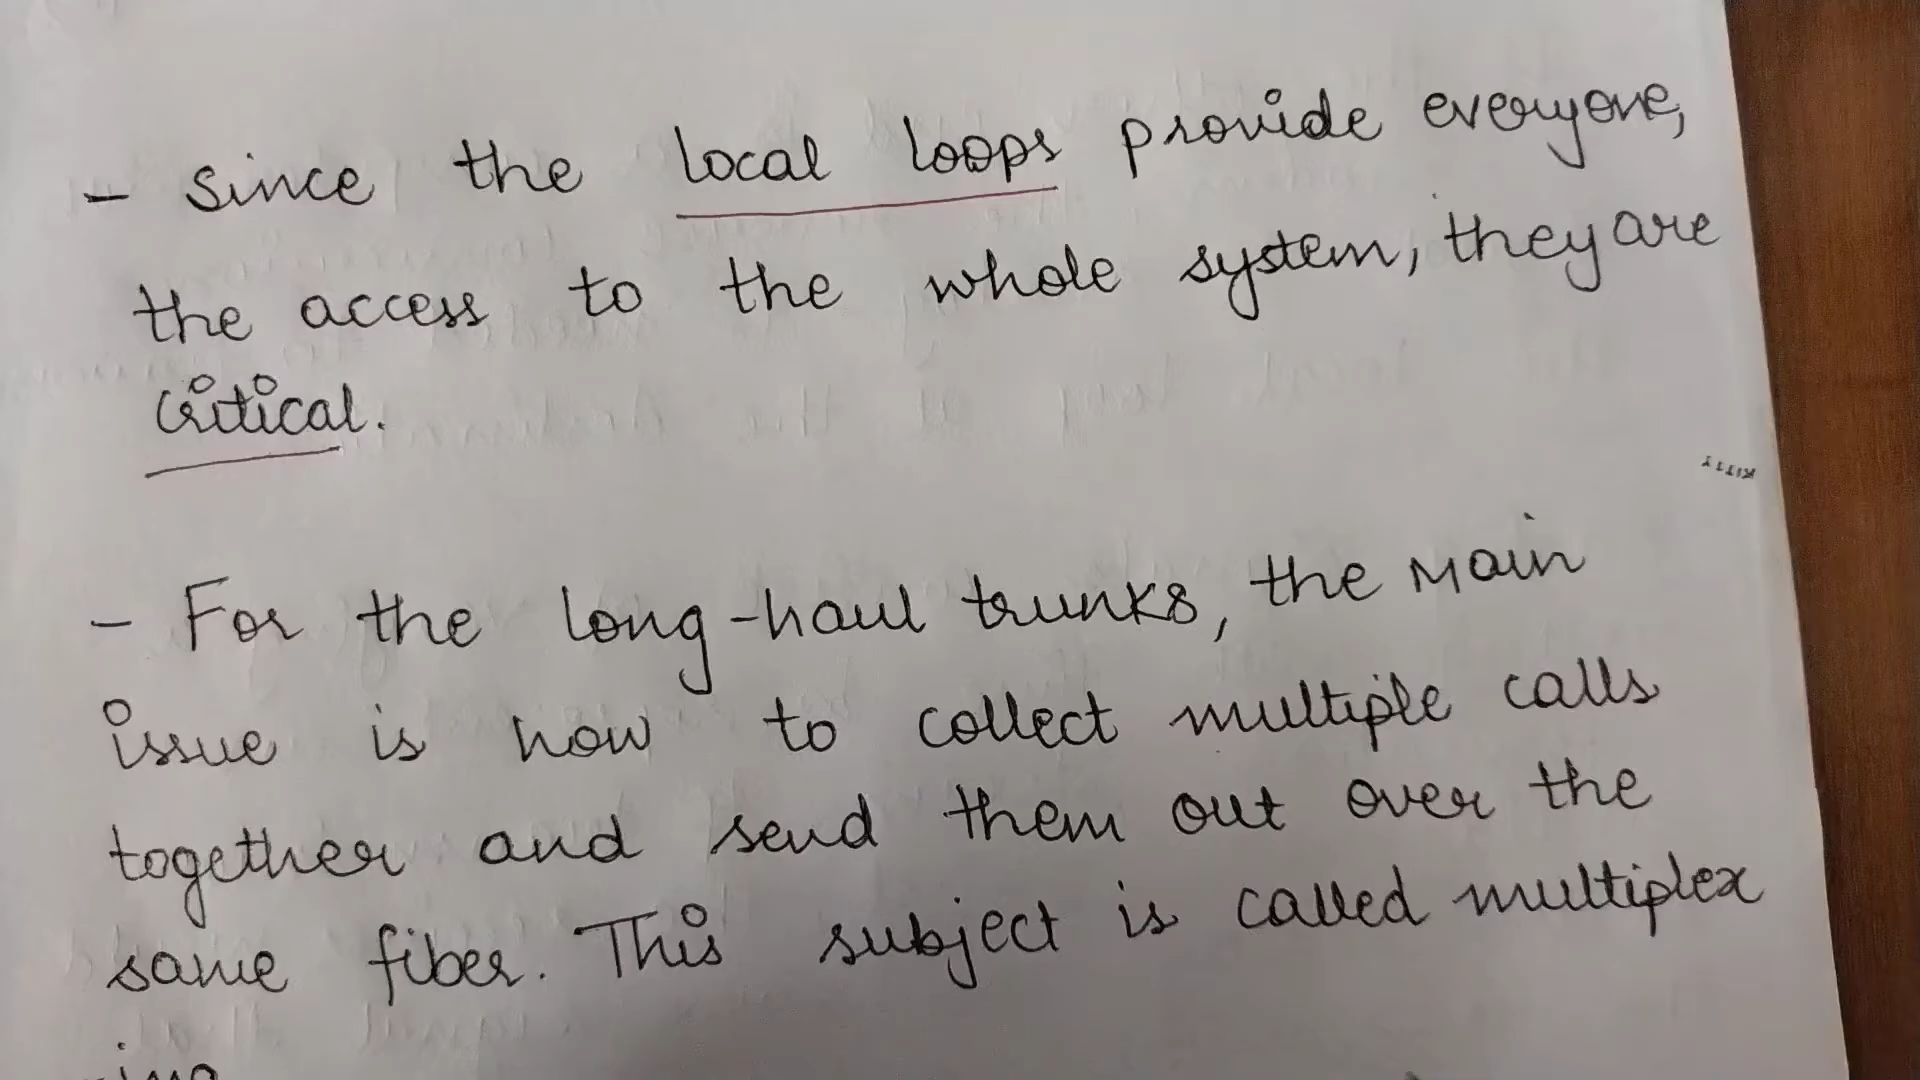 - since the local loops provide everyone,
the access to the whole system, they are
critical.
- For the long-haul trunks, the main
issue is how to collect multiple calls
together and send them out over the
same fiber. This subject is called multiplex
ing